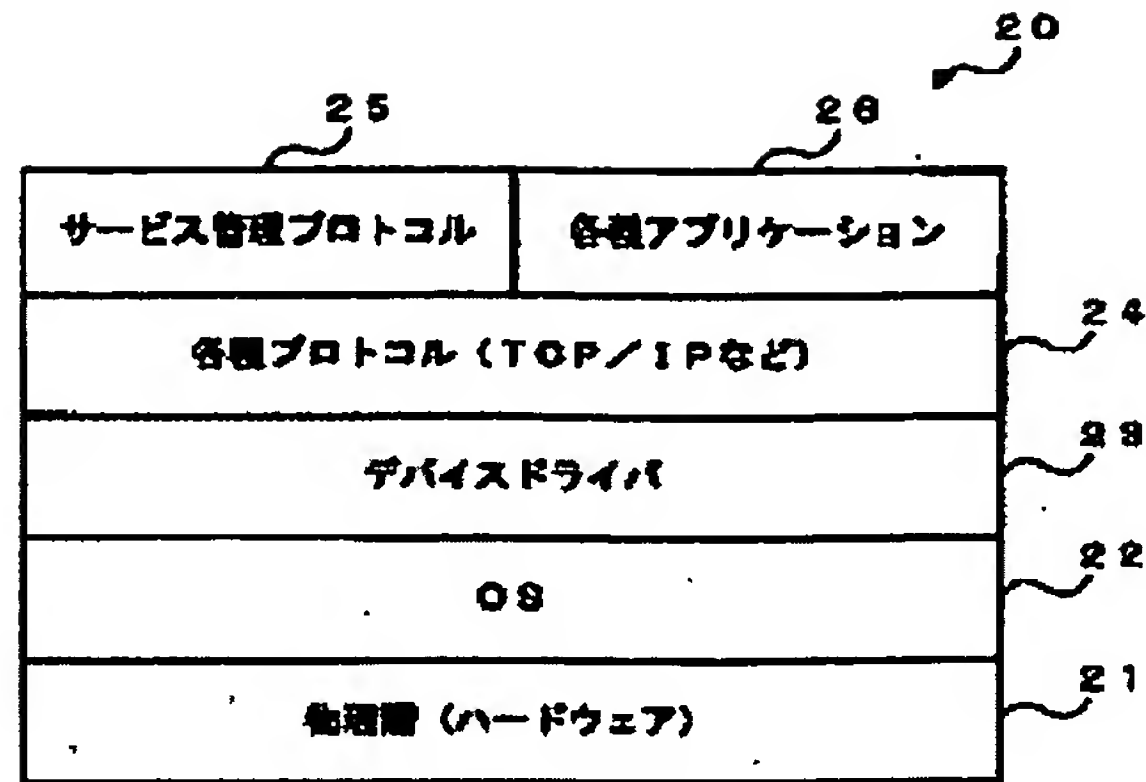 20
25
26
サービス管理プロトコル
各種アプリケーション
24
各種プロトコル（TCP／IPなど）
23
デバイスドライバ
22
OS
21
物理層（ハードウェア）